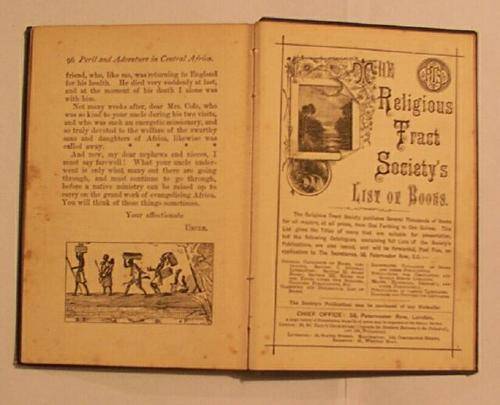 96 Peril and Adventure in Central Africa.
friend, who, like me, was returning to England
for his health. He died very suddenly at last,
and at the moment of his death I alone was
with him.
Not many weeks after, dear Mrs. Cole, who
was so kind to your uncle during his two visits,
and who was such an energetic missionary, and
so truly devoted to the welfare of the swarthy
sons and daughters of Africa, likewise was
called away. * * * *
And now, my dear nephews and nieces, I
must say farewell! What your uncle under-
went is only what many out there are going
through, and must continue to go through,
before a native ministry can be raised up to
carry on the grand work of evangelising Africa.
You will think of these things sometimes.
Your affectionate
Uncle.
The
Religious
Tract
Society's
List of Books.
The Religious Tract Society publishes Several Thousands of Books
for all readers, at all prices, from One Farthing to One Guinea. This
List gives the Titles of many that are suitable for presentation,
but the following Catalogues, containing full Lists of the Society's
Publications, are also issued, and will be forwarded, Post Free, on
application to The Secretaries, 56, Paternoster Row, E.C.:—
The Society's Publications may be purchased of any Bookseller
CHIEF OFFICE: 56, Paternoster Row, London.